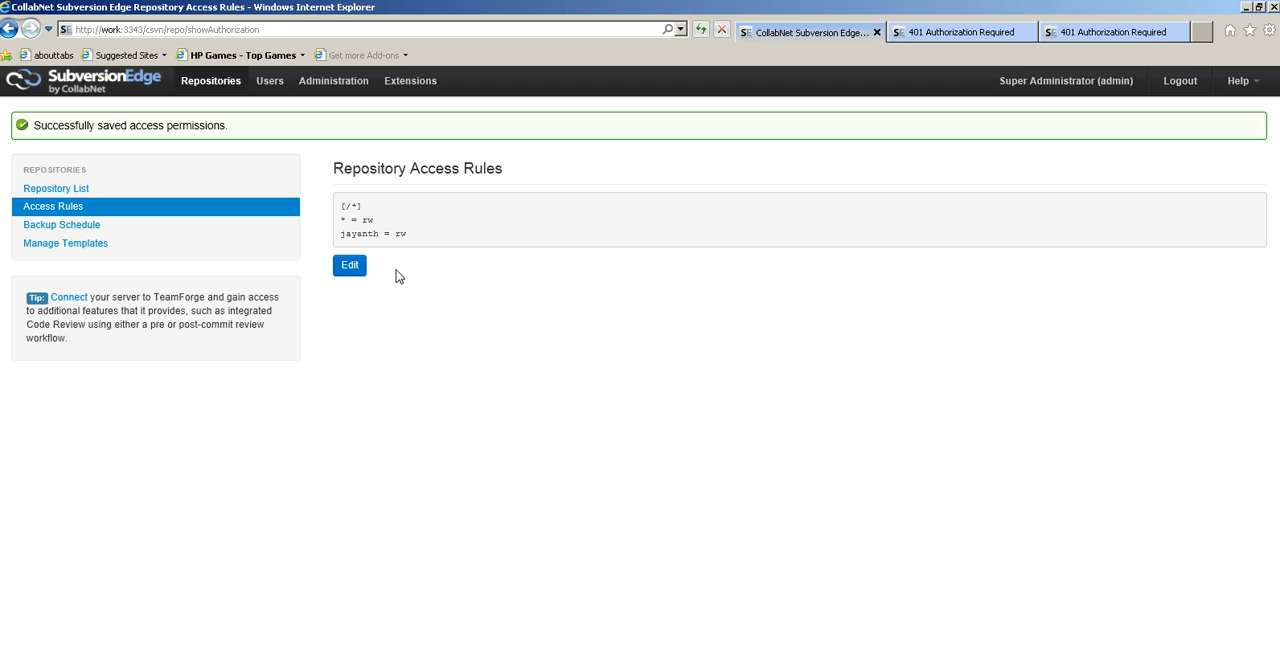 CollabNet Subversion Edge Repository Access Rules - Windows Internet Explorer
http://work:3343/csvn/repo/showAuthorization
CollabNet Subversion Edge...
401 Authorization Required
401 Authorization Required
abouttabs
Suggested Sites
HP Games - Top Games
Get more Add-ons
SubversionEdge
by CollabNet
Repositories
Users
Administration
Extensions
Super Administrator (admin)
Logout
Help
Successfully saved access permissions.
REPOSITORIES
Repository List
Access Rules
Backup Schedule
Manage Templates
Tip: Connect your server to TeamForge and gain access
to additional features that it provides, such as integrated
Code Review using either a pre or post-commit review
workflow.
Repository Access Rules
[/*]
* = rw
jayanth = rw
Edit